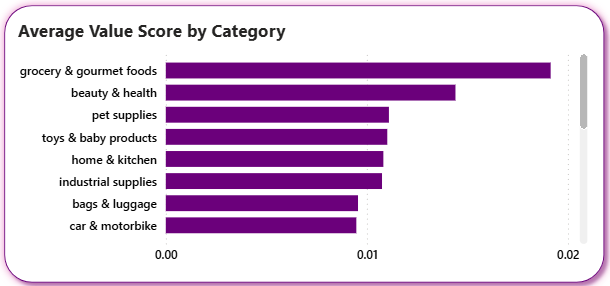 Average Value Score by Category
grocery & gourmet foods
beauty & health
pet supplies
toys & baby products
home & kitchen
industrial supplies
bags & luggage
car & motorbike
0.00 0.01 0.02